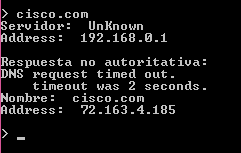 > cisco.com
Servidor:  UnKnown
Address:  192.168.0.1
Respuesta no autoritativa:
DNS request timed out.
    timeout was 2 seconds.
Nombre:  cisco.com
Address:  72.163.4.185
> _